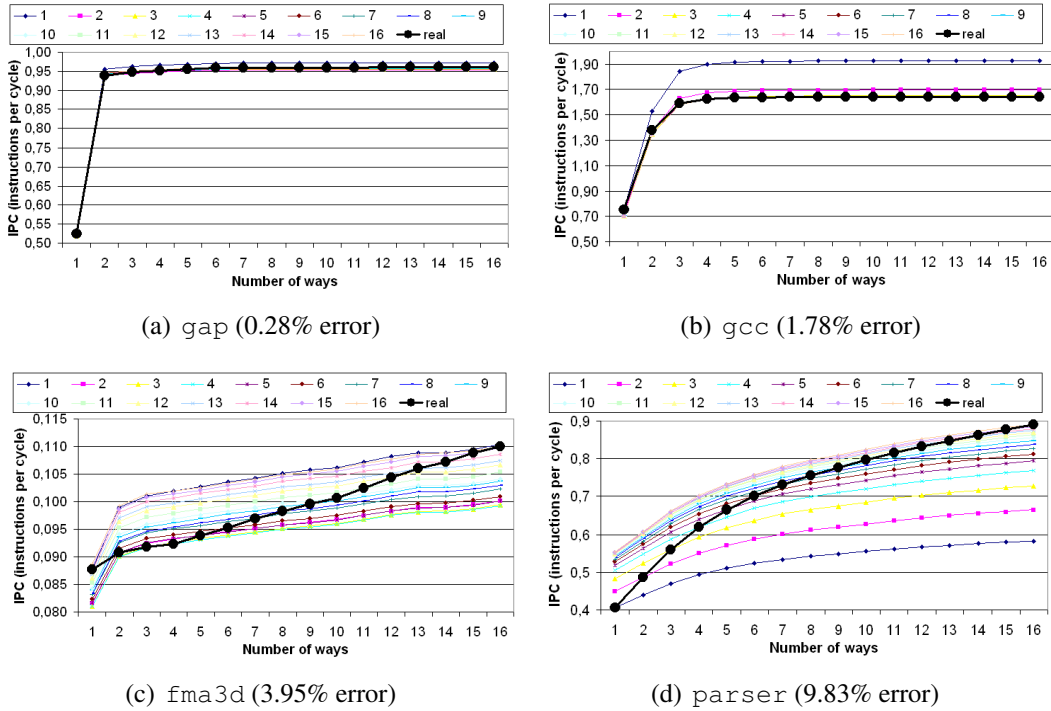 1 2 3 4 5 6 7 8 9
10 11 12 13 14 15 16 real
IPC (instructions per cycle)
1,00
0,95
0,90
0,85
0,80
0,75
0,70
0,65
0,60
0,55
0,50
1 2 3 4 5 6 7 8 9 10 11 12 13 14 15 16
Number of ways
(a) gap (0.28% error)
1 2 3 4 5 6 7 8 9
10 11 12 13 14 15 16 real
IPC (instructions per cycle)
1,90
1,70
1,50
1,30
1,10
0,90
0,70
0,50
1 2 3 4 5 6 7 8 9 10 11 12 13 14 15 16
Number of ways
(b) gcc (1.78% error)
1 2 3 4 5 6 7 8 9
10 11 12 13 14 15 16 real
IPC (instructions per cycle)
0,115
0,110
0,105
0,100
0,095
0,090
0,085
0,080
1 2 3 4 5 6 7 8 9 10 11 12 13 14 15 16
Number of ways
(c) fma3d (3.95% error)
1 2 3 4 5 6 7 8 9
10 11 12 13 14 15 16 real
IPC (instructions per cycle)
0,9
0,8
0,7
0,6
0,5
0,4
1 2 3 4 5 6 7 8 9 10 11 12 13 14 15 16
Number of ways
(d) parser (9.83% error)